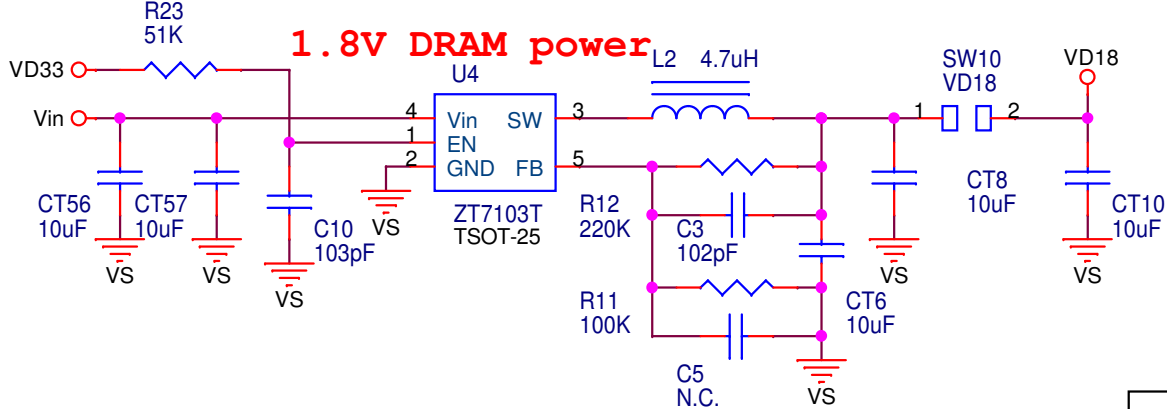 R23
51K
1.8V DRAM power
VD33
U4
L2 4.7uH
SW10
VD18
VD18
Vin
4 Vin SW 3
1 EN
2 GND FB 5
1 2
CT56
10uF
CT57
10uF
VS
VS
C10
103pF
VS
VS
ZT7103T
TSOT-25
R12
220K
C3
102pF
R11
100K
C5
N.C.
CT6
10uF
VS
CT8
10uF
VS
CT10
10uF
VS